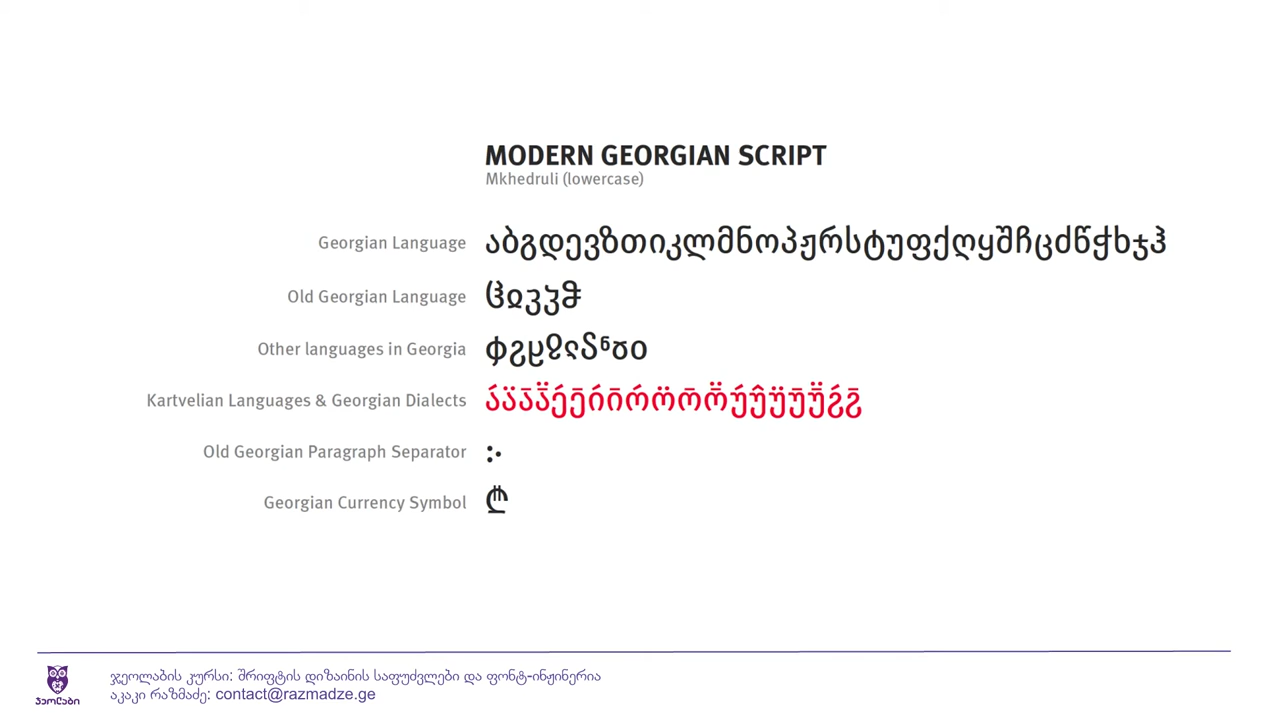 MODERN GEORGIAN SCRIPT
Mkhedruli (lowercase)
Georgian Language აბგდევზთიკლმნოპჟრსტუფქღყშჩცძწჭხჯჰ
Old Georgian Language ჱჲვჳჴ
Other languages in Georgia ჶჷჸჹჺჽჼჾჿ
Kartvelian Languages & Georgian Dialects ა́ა̈ა̄ა̈̄ე́ე̄ი́ი̄ო́ო̈ო̄ო̈̄უ́უ̂უ̈უ̄უ̈̄ჷ́ჷ̄
Old Georgian Paragraph Separator ჻
Georgian Currency Symbol ₾
ჯეოლაბის კურსი: შრიფტის დიზაინის საფუძვლები და ფონტ-ინჟინერია
აკაკი რაზმაძე: contact@razmadze.ge
ჯეოლაბი